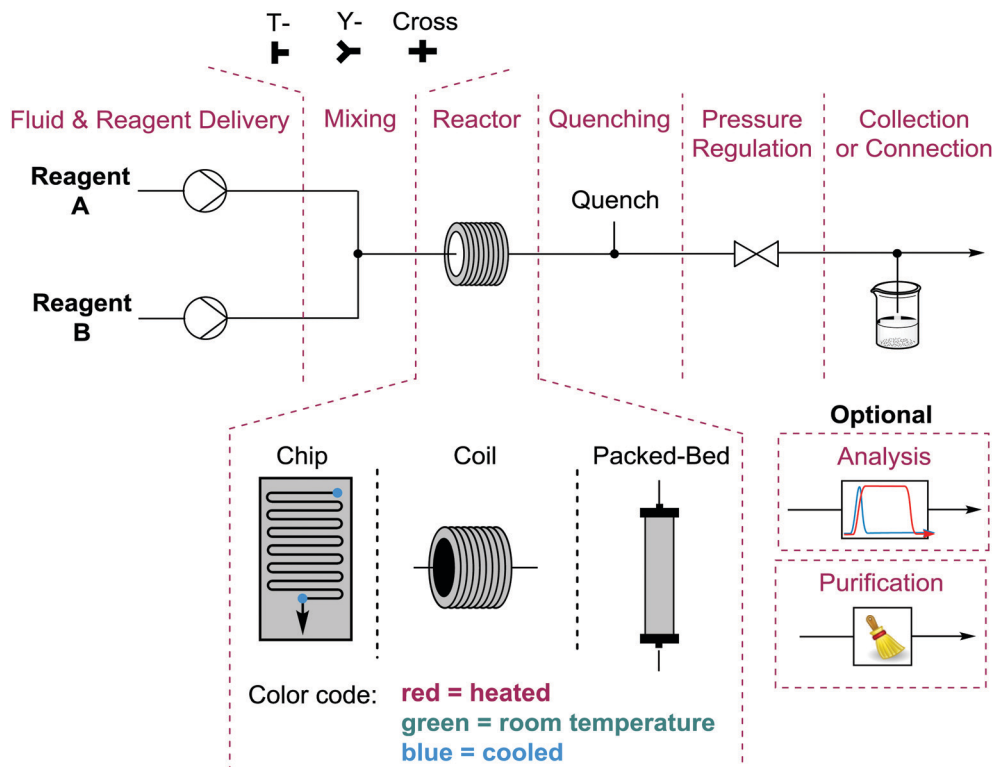 T-
Y-
Cross
Fluid & Reagent Delivery
Mixing
Reactor
Quenching
Pressure
Regulation
Collection
or Connection
Reagent
A
Quench
Reagent
B
Optional
Chip
Coil
Packed-Bed
Analysis
Purification
Color code:
red = heated
green = room temperature
blue = cooled